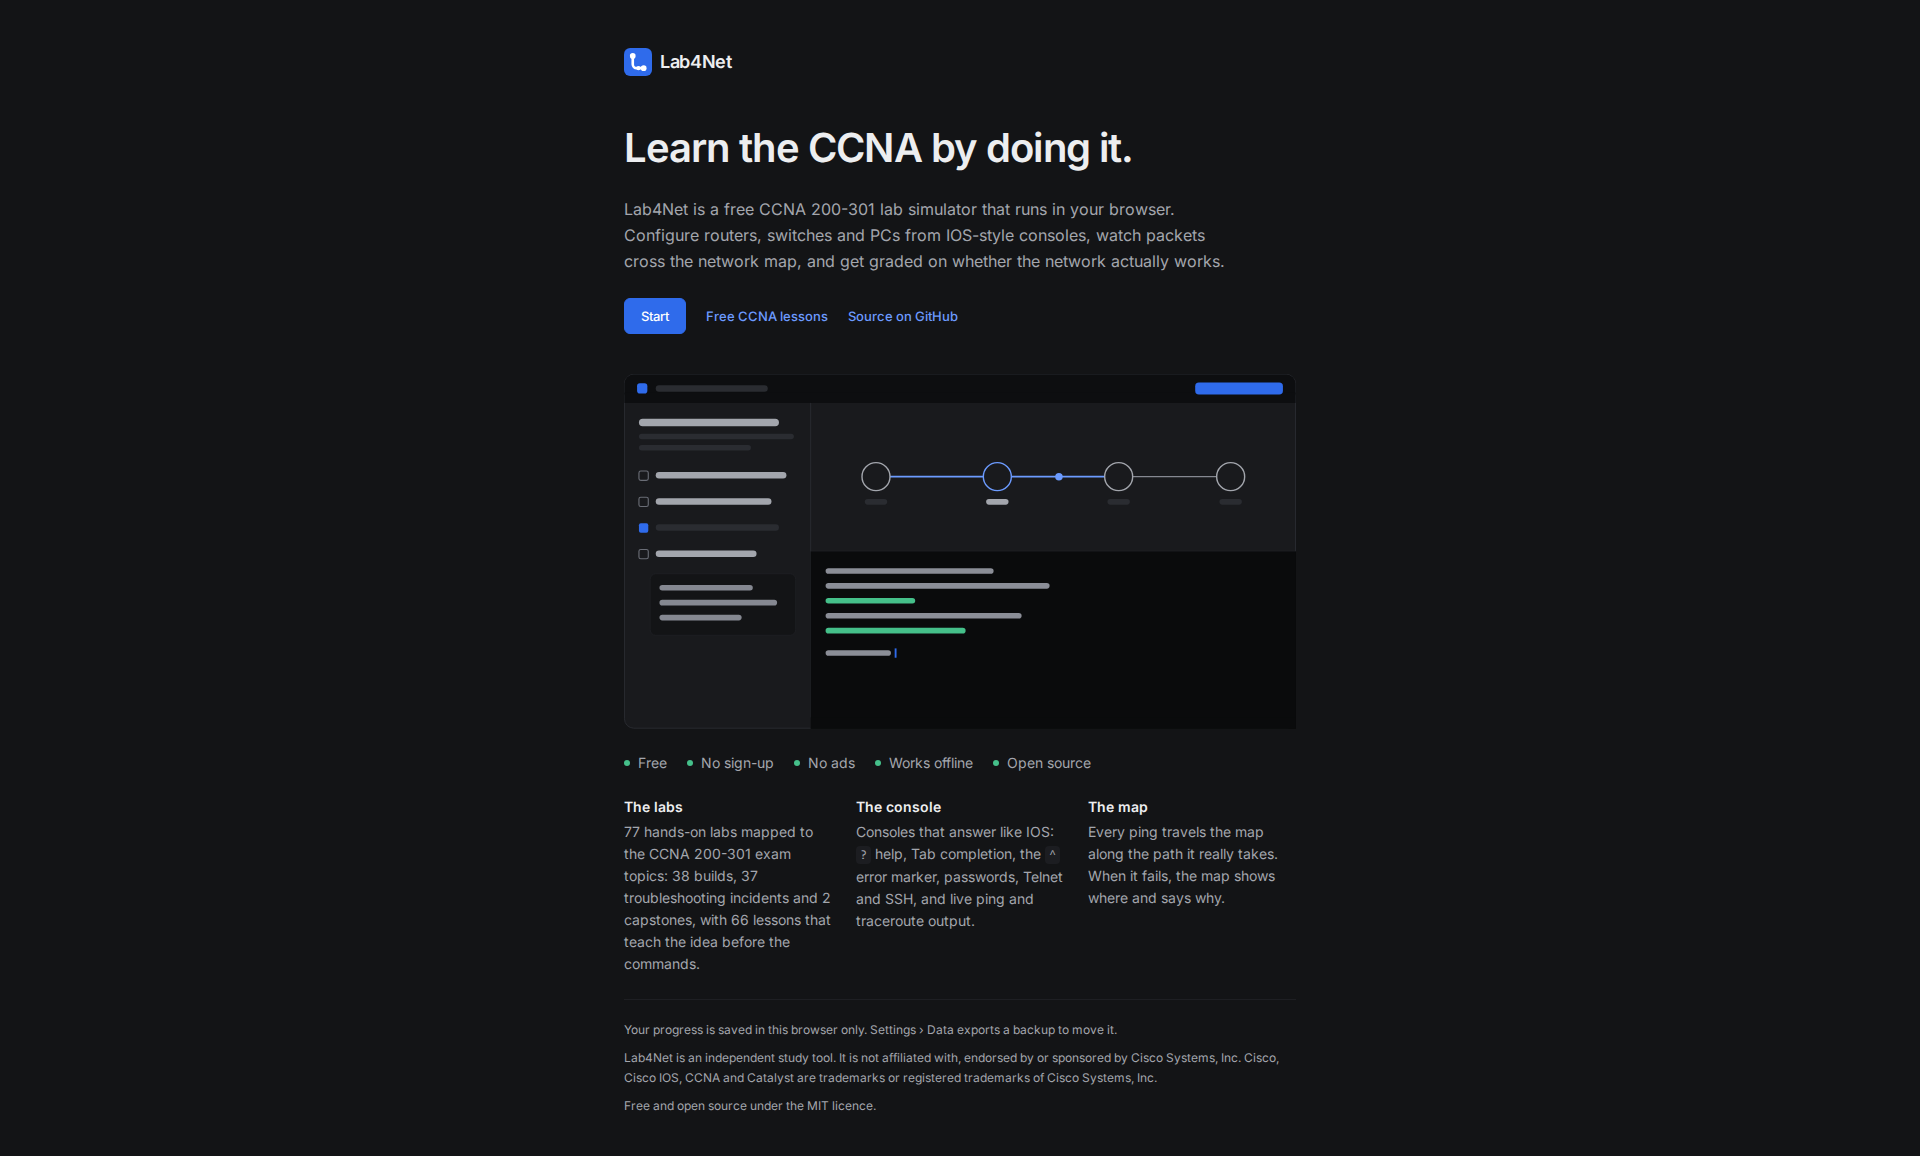 Lab4Net
Learn the CCNA by doing it.
Lab4Net is a free CCNA 200-301 lab simulator that runs in your browser.
Configure routers, switches and PCs from IOS-style consoles, watch packets
cross the network map, and get graded on whether the network actually works.
Start
Free CCNA lessons
Source on GitHub
Free
No sign-up
No ads
Works offline
Open source
The labs
77 hands-on labs mapped to
the CCNA 200-301 exam
topics: 38 builds, 37
troubleshooting incidents and 2
capstones, with 66 lessons that
teach the idea before the
commands.
The console
Consoles that answer like IOS:
? help, Tab completion, the ^
error marker, passwords, Telnet
and SSH, and live ping and
traceroute output.
The map
Every ping travels the map
along the path it really takes.
When it fails, the map shows
where and says why.
Your progress is saved in this browser only. Settings › Data exports a backup to move it.
Lab4Net is an independent study tool. It is not affiliated with, endorsed by or sponsored by Cisco Systems, Inc. Cisco,
Cisco IOS, CCNA and Catalyst are trademarks or registered trademarks of Cisco Systems, Inc.
Free and open source under the MIT licence.